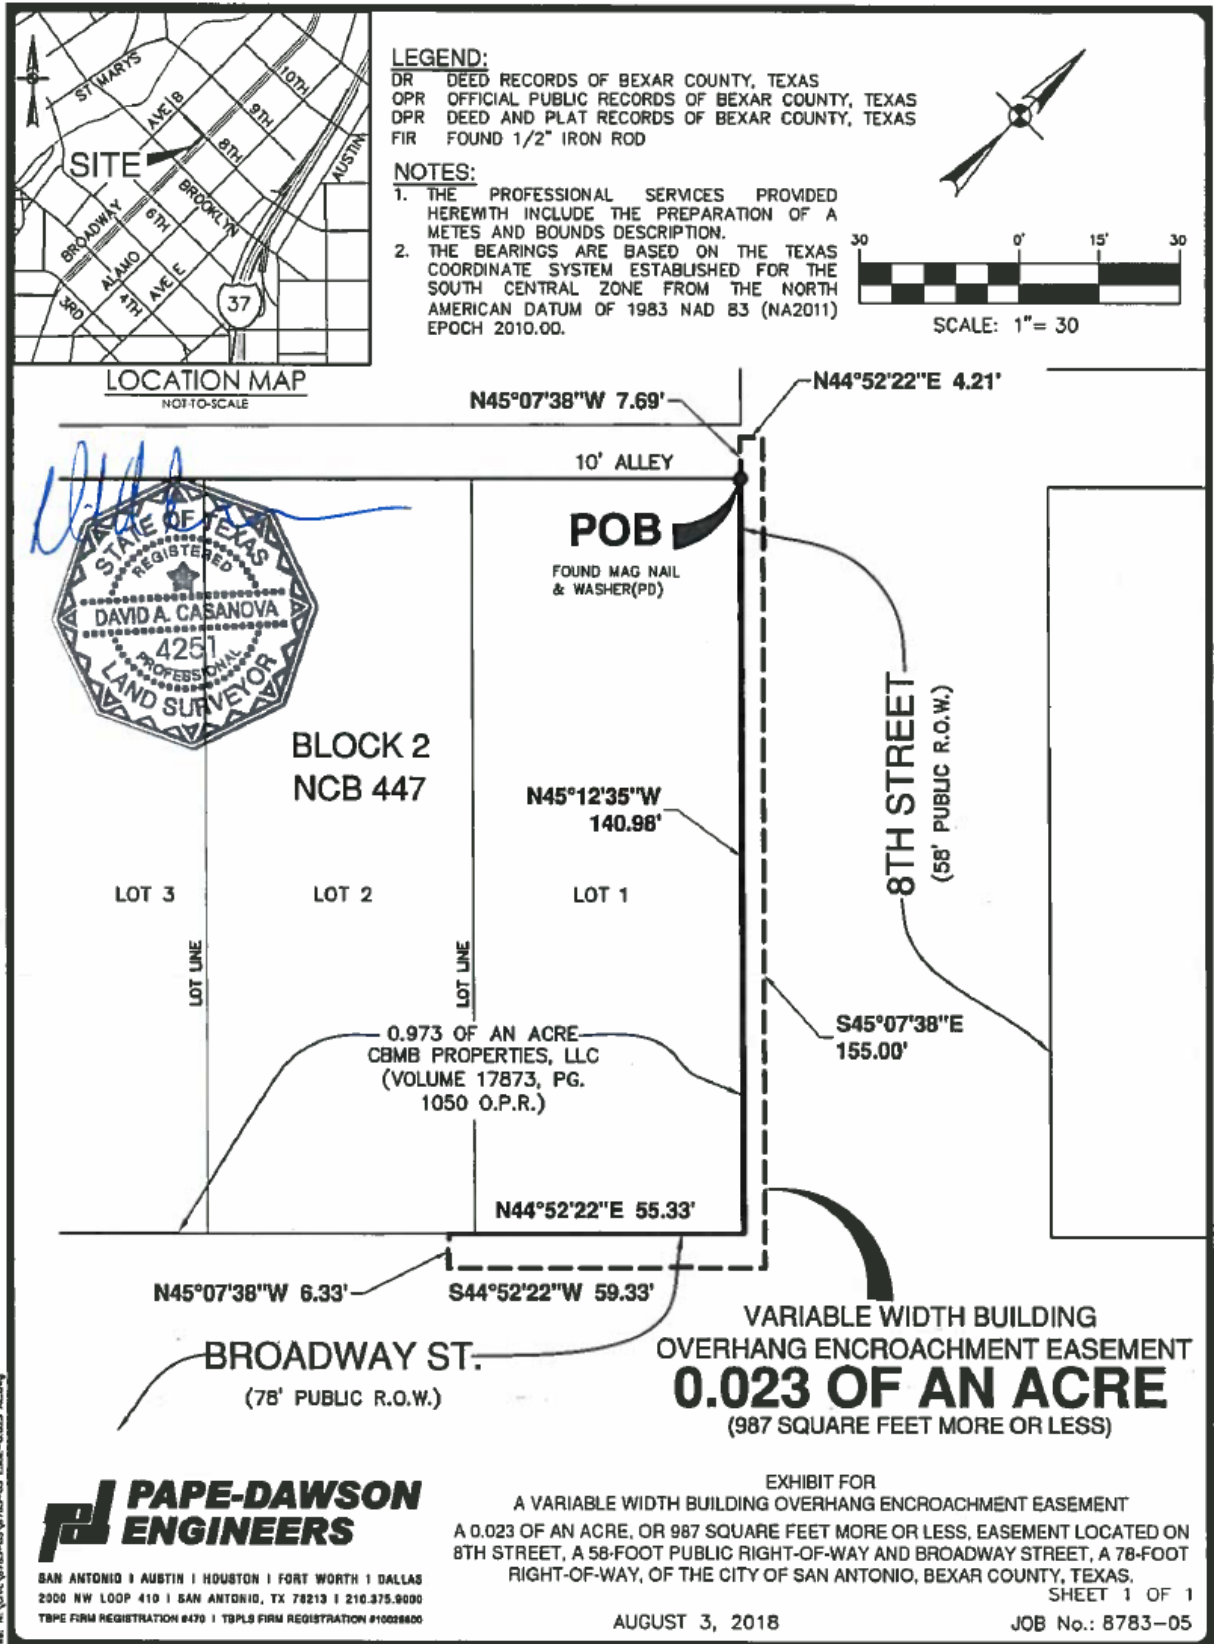 ST MARYS
AVE B
10TH
9TH
8TH
AUSTIN
SITE
BROOKLYN
BROADWAY
6TH
ALAMO
AVE E
4TH
3RD
37
LOCATION MAP
NOT-TO-SCALE
LEGEND:
DR DEED RECORDS OF BEXAR COUNTY, TEXAS
OPR OFFICIAL PUBLIC RECORDS OF BEXAR COUNTY, TEXAS
DPR DEED AND PLAT RECORDS OF BEXAR COUNTY, TEXAS
FIR FOUND 1/2" IRON ROD
NOTES:
1. THE PROFESSIONAL SERVICES PROVIDED
HEREWITH INCLUDE THE PREPARATION OF A
METES AND BOUNDS DESCRIPTION.
2. THE BEARINGS ARE BASED ON THE TEXAS
COORDINATE SYSTEM ESTABLISHED FOR THE
SOUTH CENTRAL ZONE FROM THE NORTH
AMERICAN DATUM OF 1983 NAD 83 (NA2011)
EPOCH 2010.00.
30 0' 15' 30
SCALE: 1"= 30
N45°07'38"W 7.69'
N44°52'22"E 4.21'
10' ALLEY
POB
FOUND MAG NAIL
& WASHER(PD)
STATE OF TEXAS
REGISTERED
DAVID A. CASANOVA
4251
PROFESSIONAL
LAND SURVEYOR
BLOCK 2
NCB 447
N45°12'35"W
140.98'
8TH STREET
(58' PUBLIC R.O.W.)
LOT 3
LOT 2
LOT 1
LOT LINE
LOT LINE
0.973 OF AN ACRE
CBMB PROPERTIES, LLC
(VOLUME 17873, PG.
1050 O.P.R.)
S45°07'38"E
155.00'
N44°52'22"E 55.33'
N45°07'38"W 6.33'
S44°52'22"W 59.33'
BROADWAY ST.
(78' PUBLIC R.O.W.)
VARIABLE WIDTH BUILDING
OVERHANG ENCROACHMENT EASEMENT
0.023 OF AN ACRE
(987 SQUARE FEET MORE OR LESS)
PAPE-DAWSON
ENGINEERS
SAN ANTONIO I AUSTIN I HOUSTON I FORT WORTH I DALLAS
2000 NW LOOP 410 I SAN ANTONIO, TX 78213 I 210.375.9000
TBPE FIRM REGISTRATION #470 I TBPLS FIRM REGISTRATION #10028800
EXHIBIT FOR
A VARIABLE WIDTH BUILDING OVERHANG ENCROACHMENT EASEMENT
A 0.023 OF AN ACRE, OR 987 SQUARE FEET MORE OR LESS, EASEMENT LOCATED ON
8TH STREET, A 58-FOOT PUBLIC RIGHT-OF-WAY AND BROADWAY STREET, A 78-FOOT
RIGHT-OF-WAY, OF THE CITY OF SAN ANTONIO, BEXAR COUNTY, TEXAS.
SHEET 1 OF 1
AUGUST 3, 2018
JOB No.: 8783-05